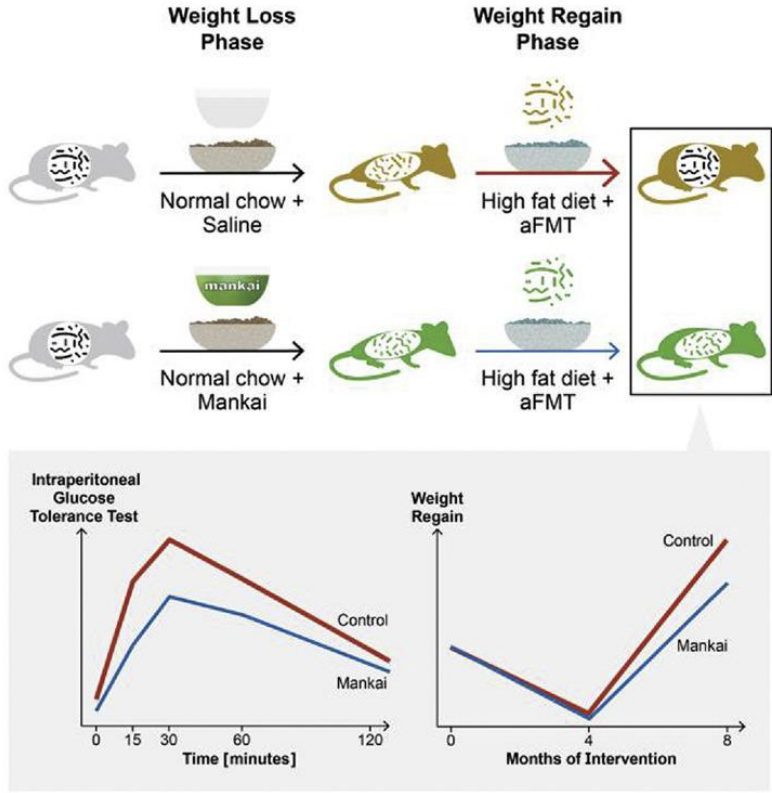 Weight Loss
Phase
Weight Regain
Phase
Normal chow +
Saline
High fat diet +
aFMT
mankai
Normal chow +
Mankai
High fat diet +
aFMT
Intraperitoneal
Glucose
Tolerance Test
Control
Mankai
0 15 30 60 120
Time [minutes]
Weight
Regain
Control
Mankai
0 4 8
Months of Intervention